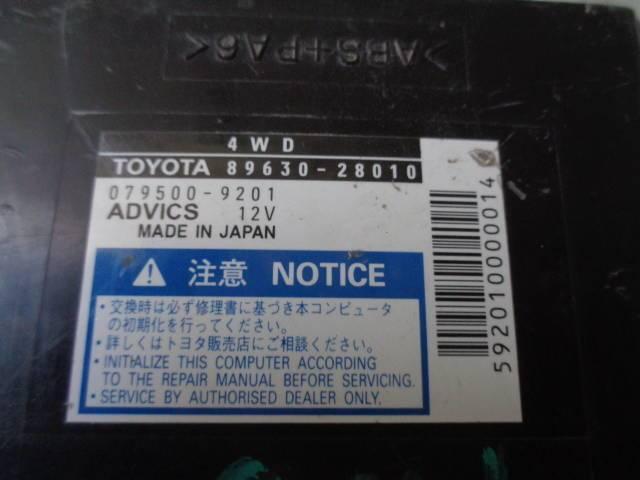 >ABS+PA6<
4WD
TOYOTA 89630-28010
079500-9201
ADVICS 12V
MADE IN JAPAN
注意 NOTICE
・交換時は必ず修理書に基づき本コンピュータ
の初期化を行ってください。
・詳しくはトヨタ販売店にご相談ください。
・INITIALIZE THIS COMPUTER ACCORDING
TO THE REPAIR MANUAL BEFORE SERVICING.
・SERVICE BY AUTHORISED DEALER ONLY.
592010000014